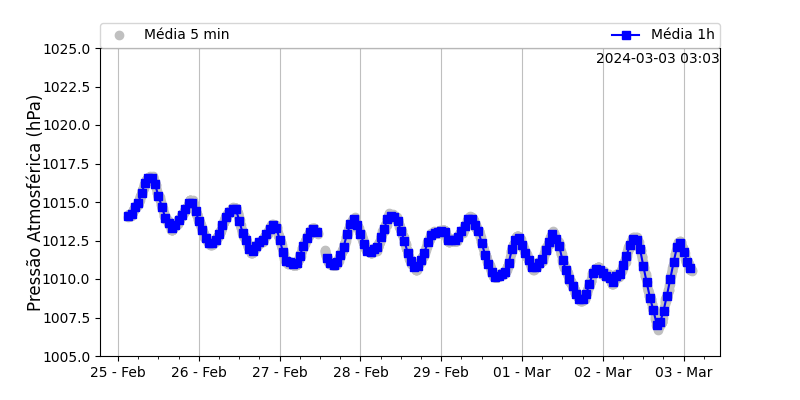 Média 5 min
Média 1h
2024-03-03 03:03
Pressão Atmosférica (hPa)
1025.0
1022.5
1020.0
1017.5
1015.0
1012.5
1010.0
1007.5
1005.0
25 - Feb
26 - Feb
27 - Feb
28 - Feb
29 - Feb
01 - Mar
02 - Mar
03 - Mar